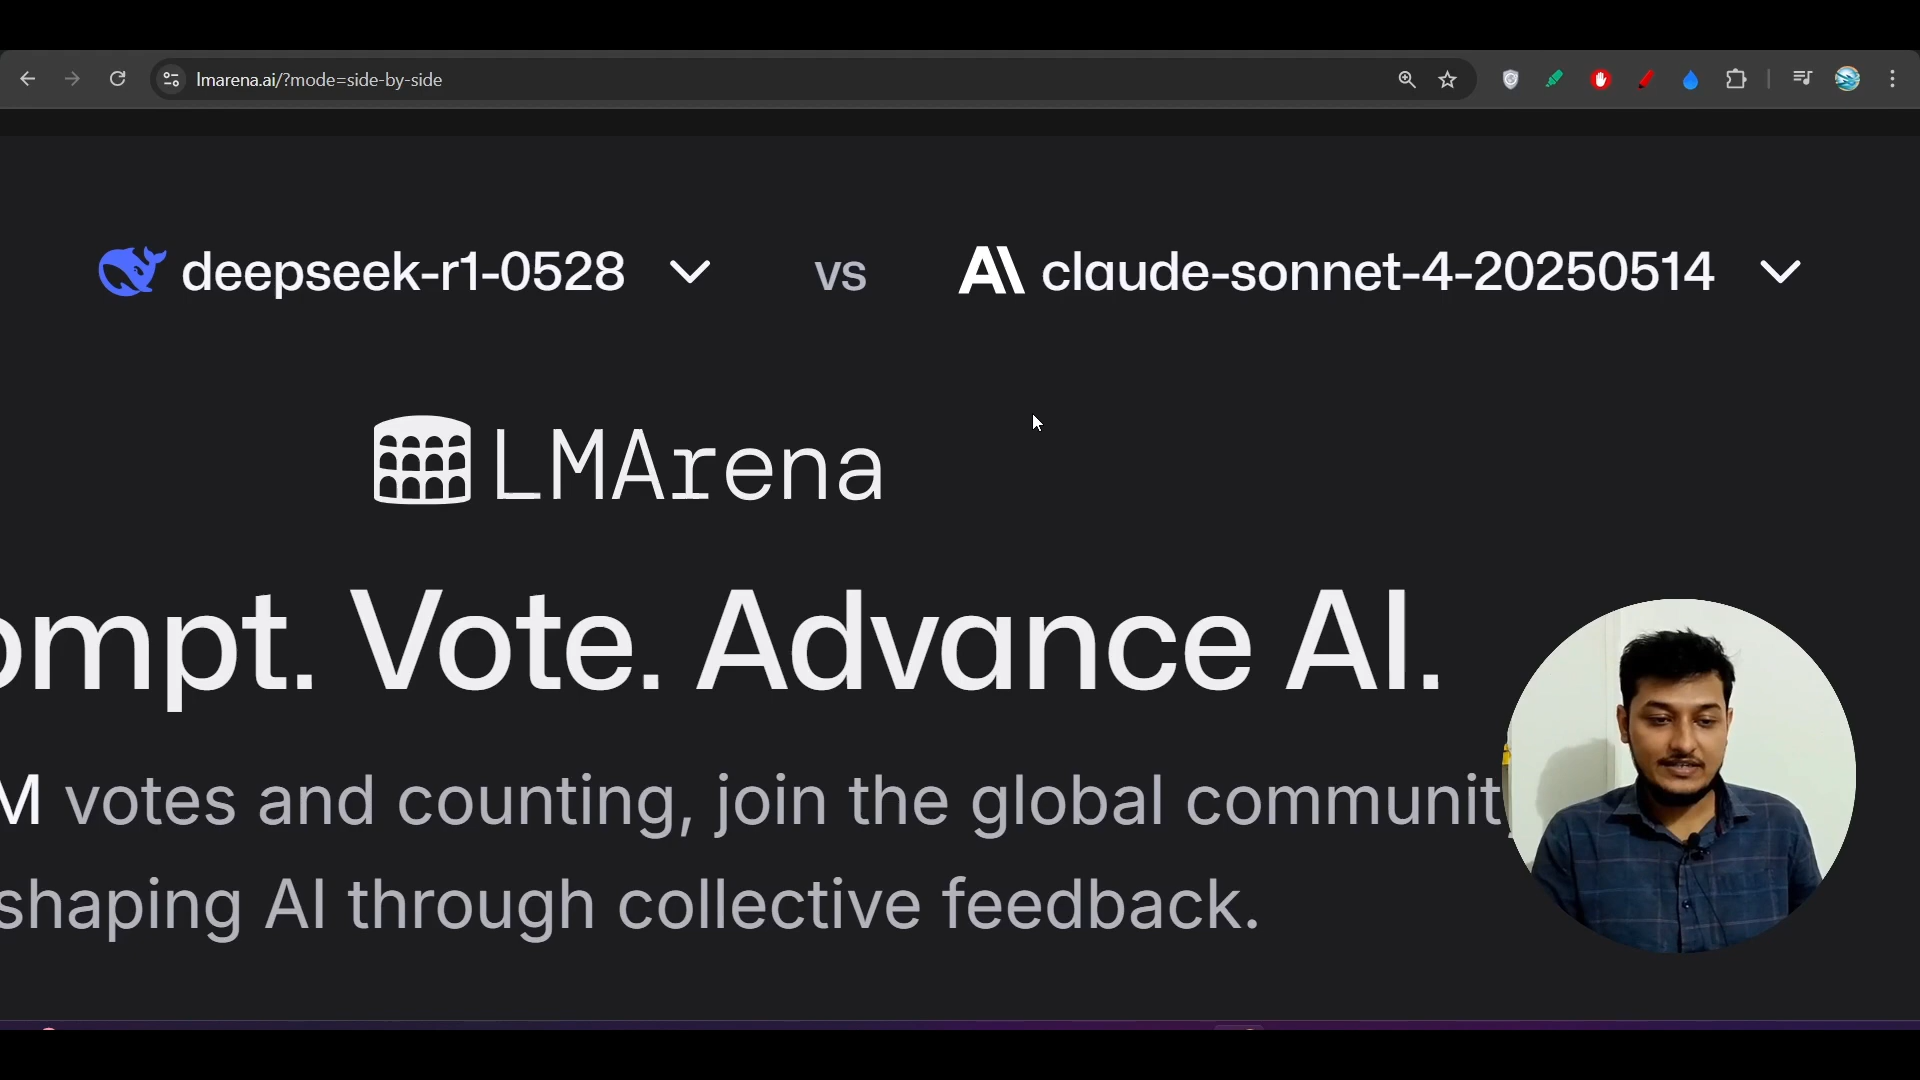 lmarena.ai/?mode=side-by-side
deepseek-r1-0528 vs claude-sonnet-4-20250514
LMArena
ompt. Vote. Advance AI.
M votes and counting, join the global communit
shaping AI through collective feedback.